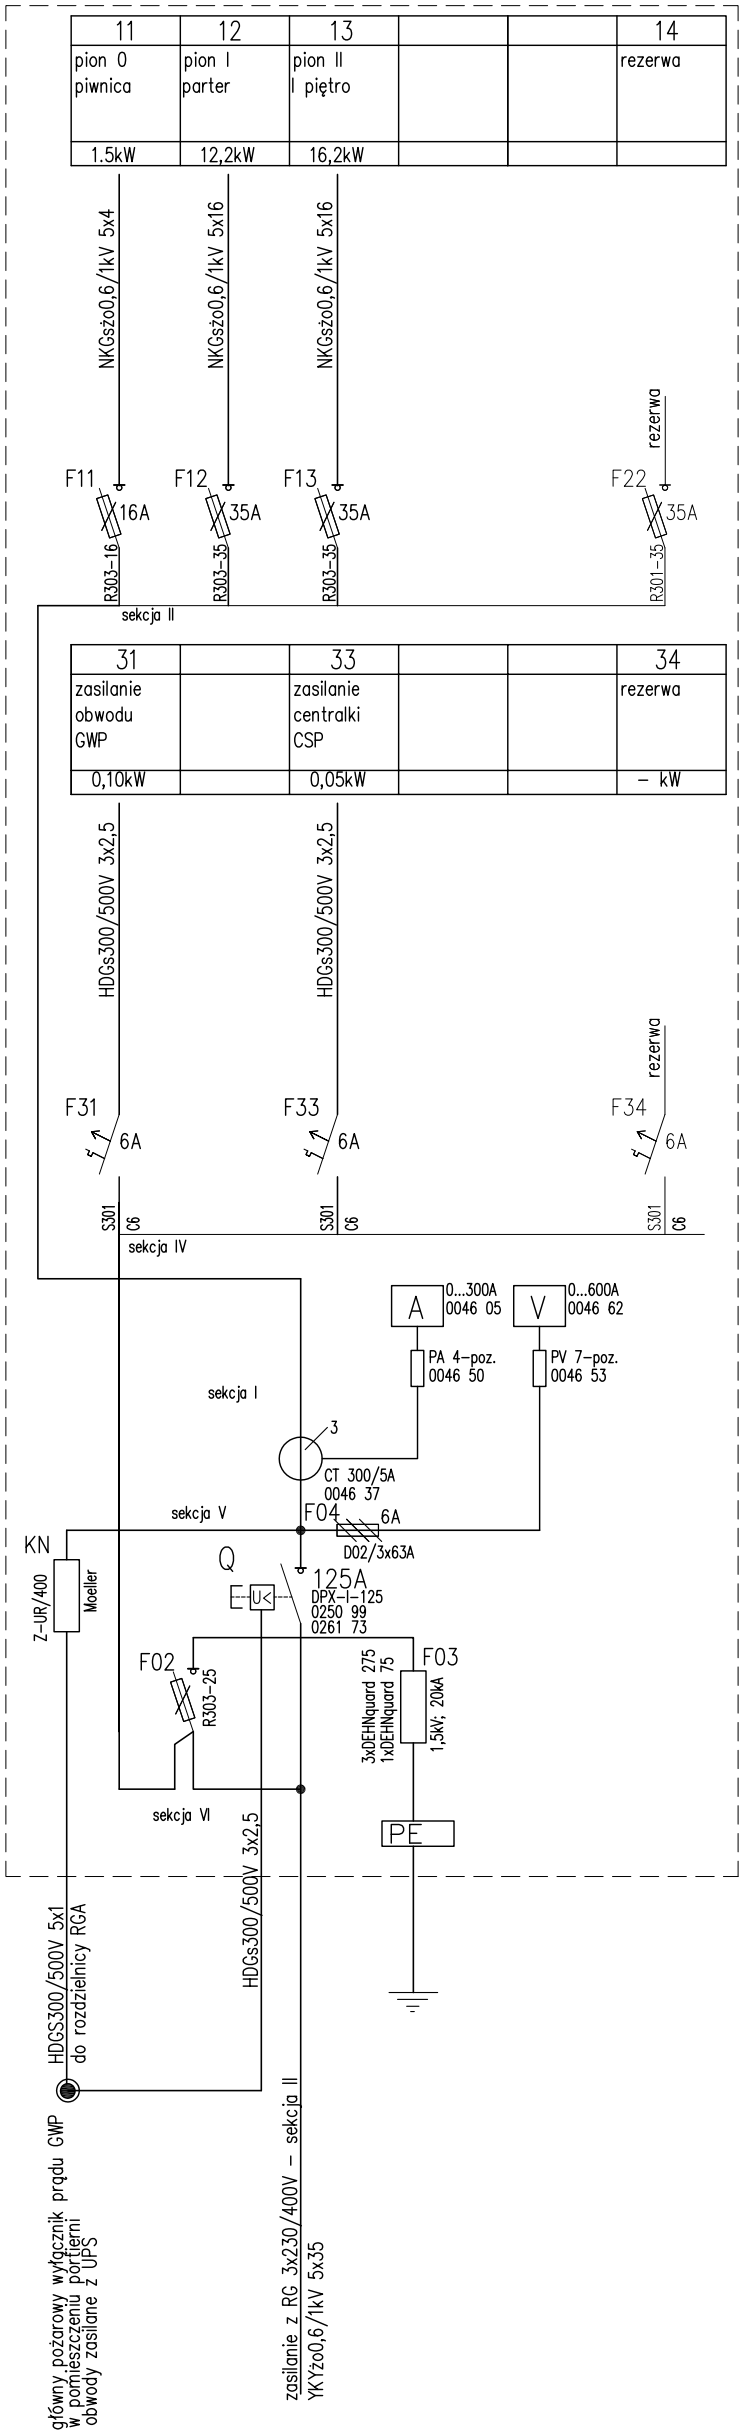 11 12 13 14
pion 0 pion I pion II rezerwa
piwnica parter I piętro
1.5kW 12,2kW 16,2kW
NKGsżo0,6/1kV 5x4
NKGsżo0,6/1kV 5x16
NKGsżo0,6/1kV 5x16
rezerwa
F11 F12 F13 F22
16A 35A 35A 35A
R303-16 R303-35 R303-35 R301-35
sekcja II
31 33 34
zasilanie zasilanie rezerwa
obwodu centralki
GWP CSP
0,10kW 0,05kW - kW
HDGs300/500V 3x2,5
HDGs300/500V 3x2,5
rezerwa
F31 F33 F34
6A 6A 6A
S301 C6 S301 C6 S301 C6
sekcja IV
A 0...300A
0046 05
V 0...600A
0046 62
PA 4-poz.
0046 50
PV 7-poz.
0046 53
sekcja I
3
CT 300/5A
0046 37
sekcja V
F04 6A
D02/3x63A
KN
Z-UR/400
Moeller
Q
U<
125A
DPX-I-125
0250 99
0261 73
F02
R303-25
F03
3xDEHNquard 275
1xDEHNquard 75
1,5kV; 20kA
sekcja VI
PE
HDGs300/500V 3x2,5
HDGS300/500V 5x1
do rozdzielnicy RGA
główny pożarowy wyłącznik prądu GWP
w pomieszczeniu portierni
obwody zasilane z UPS
zasilanie z RG 3x230/400V - sekcja II
YKYżo0,6/1kV 5x35